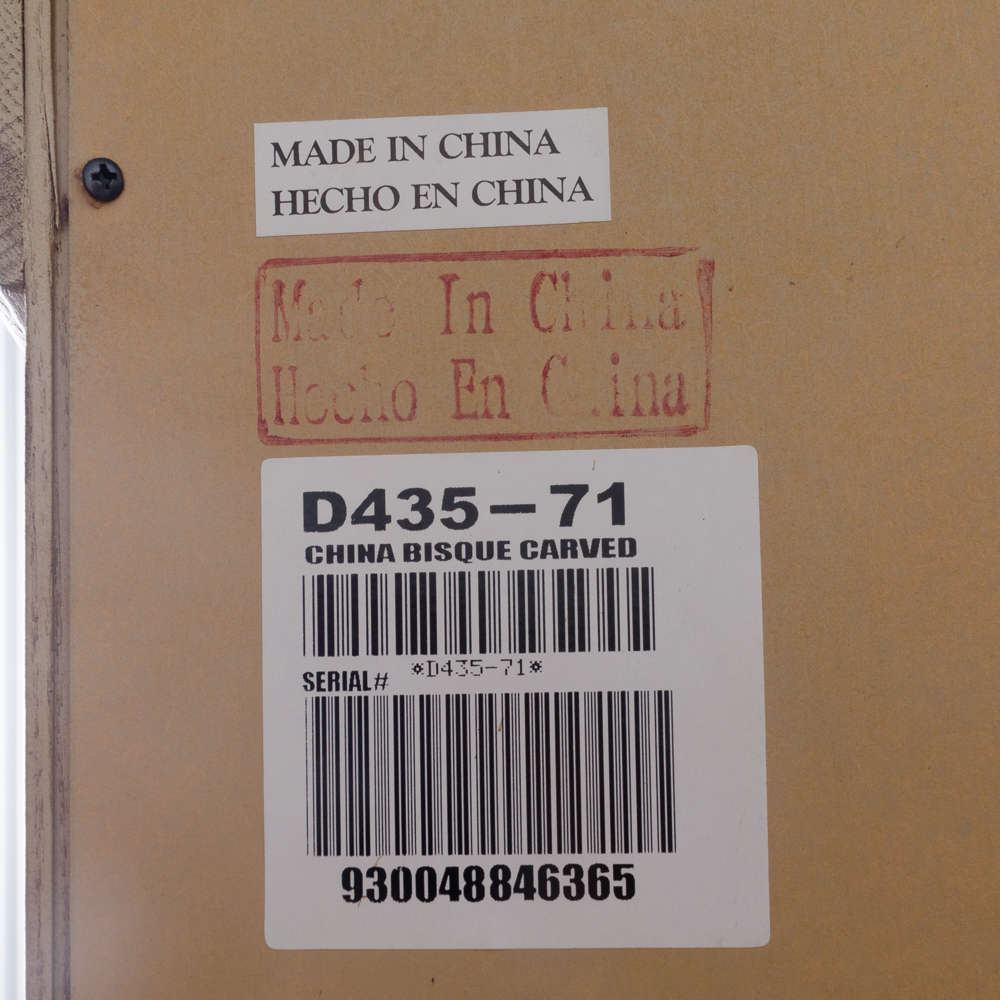 MADE IN CHINA
HECHO EN CHINA
Made In China
Hecho En China
D435-71
CHINA BISQUE CARVED
*D435-71*
SERIAL#
930048846365